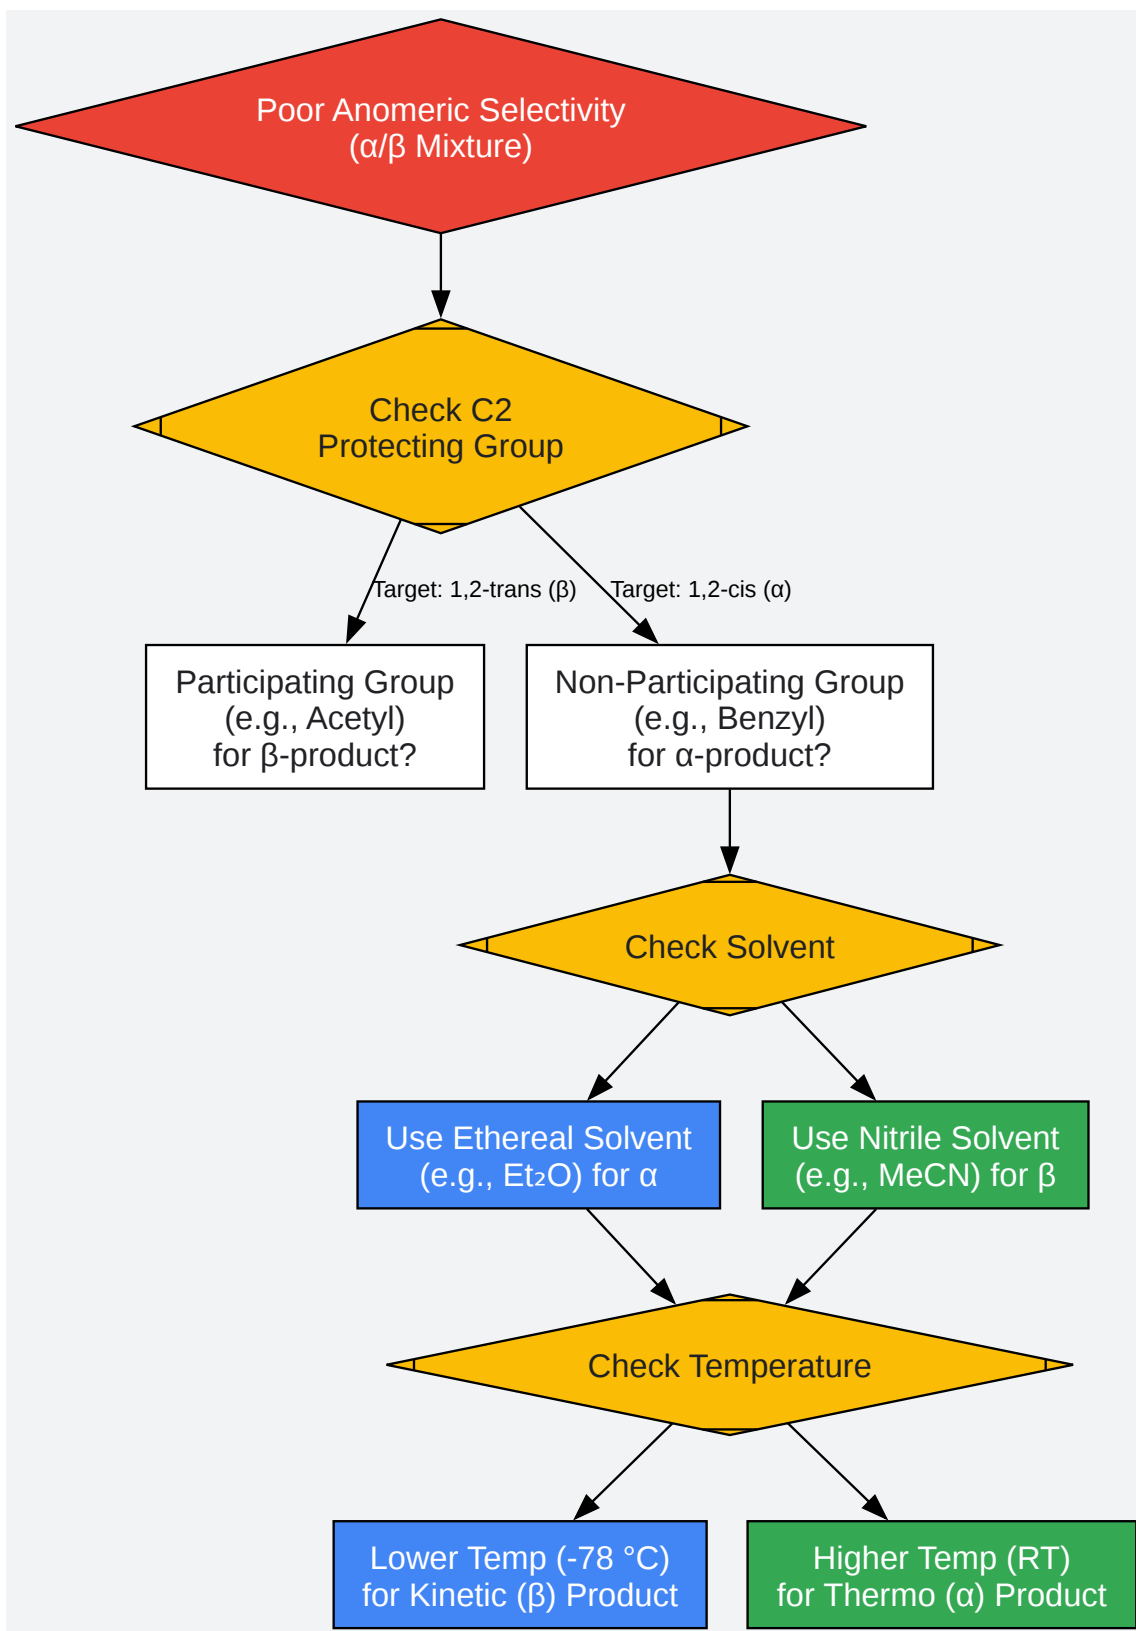 Poor Anomeric Selectivity
(α/β Mixture)
Check C2
Protecting Group
Target: 1,2-trans (β)
Target: 1,2-cis (α)
Participating Group
(e.g., Acetyl)
for β-product?
Non-Participating Group
(e.g., Benzyl)
for α-product?
Check Solvent
Use Ethereal Solvent
(e.g., Et₂O) for α
Use Nitrile Solvent
(e.g., MeCN) for β
Check Temperature
Lower Temp (-78 °C)
for Kinetic (β) Product
Higher Temp (RT)
for Thermo (α) Product